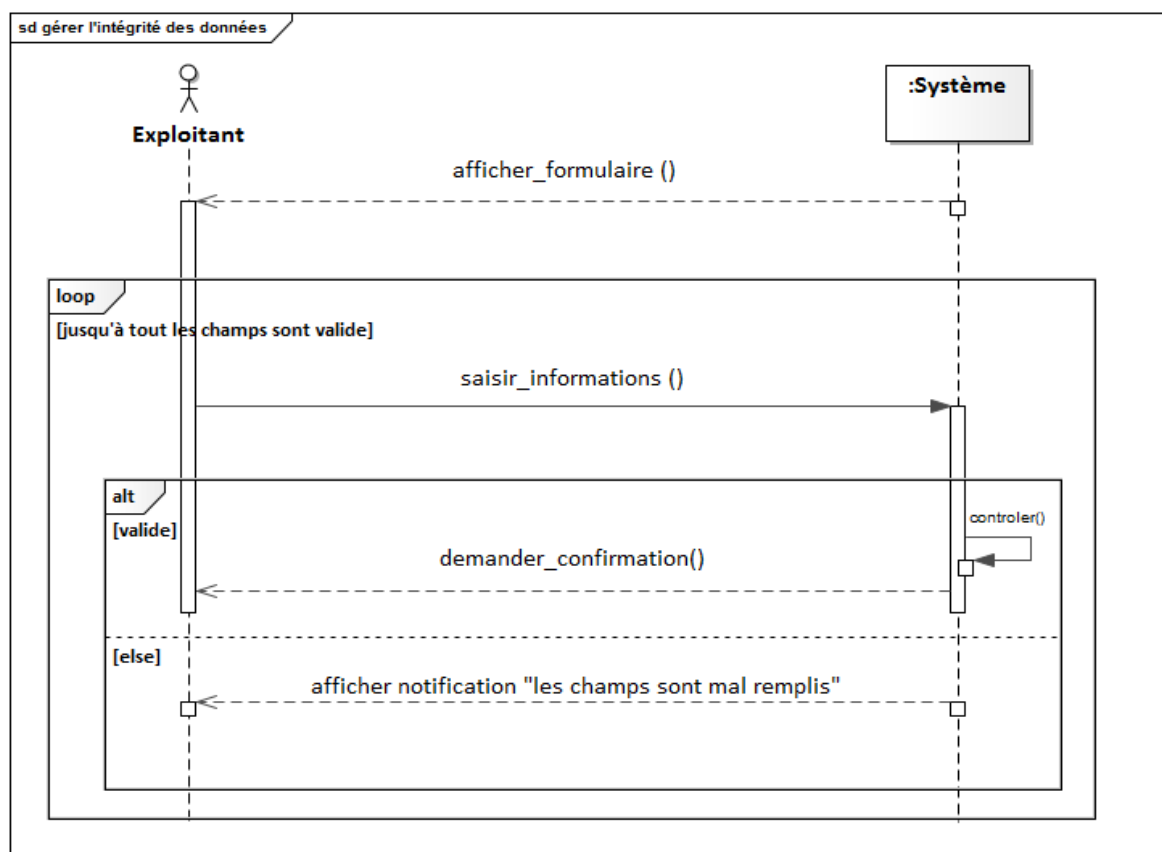 sd gérer l'intégrité des données
:Système
Exploitant
afficher_formulaire ()
loop
[jusqu'à tout les champs sont valide]
saisir_informations ()
alt
[valide]
controler()
demander_confirmation()
[else]
afficher notification "les champs sont mal remplis"